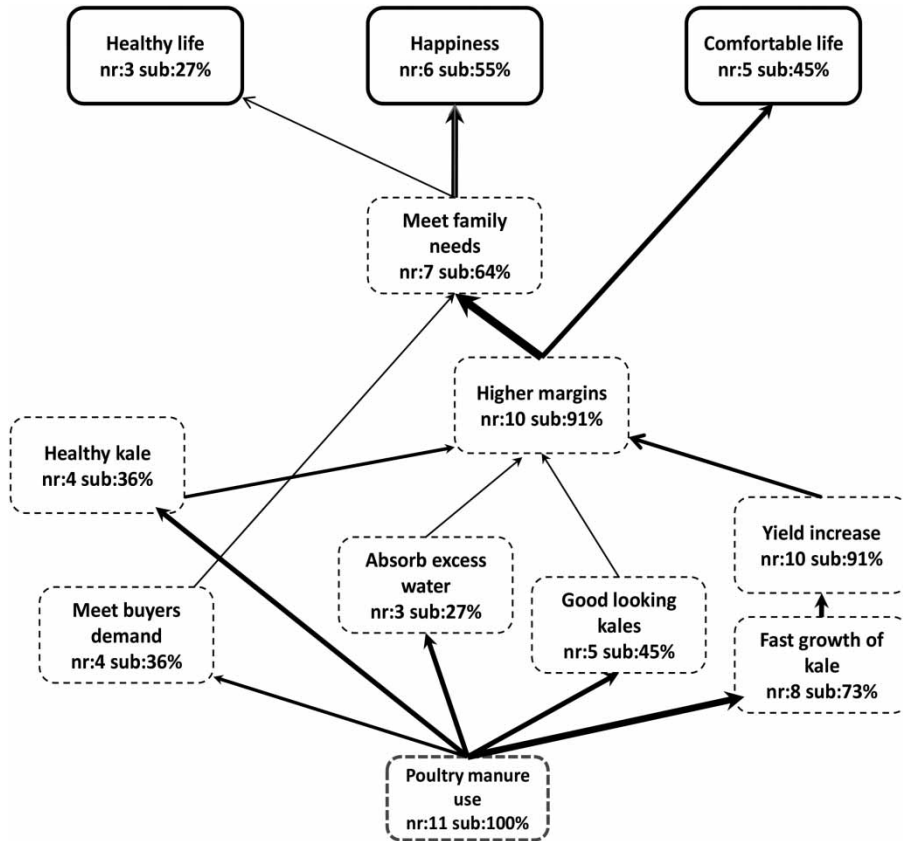 Healthy life
nr:3 sub:27%
Happiness
nr:6 sub:55%
Comfortable life
nr:5 sub:45%
Meet family
needs
nr:7 sub:64%
Higher margins
nr:10 sub:91%
Healthy kale
nr:4 sub:36%
Yield increase
nr:10 sub:91%
Absorb excess
water
nr:3 sub:27%
Meet buyers
demand
nr:4 sub:36%
Good looking
kales
nr:5 sub:45%
Fast growth of
kale
nr:8 sub:73%
Poultry manure
use
nr:11 sub:100%